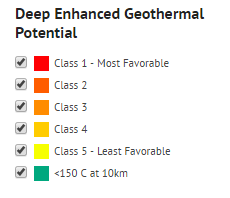 Deep Enhanced Geothermal
Potential
Class 1 - Most Favorable
Class 2
Class 3
Class 4
Class 5 - Least Favorable
<150 C at 10km